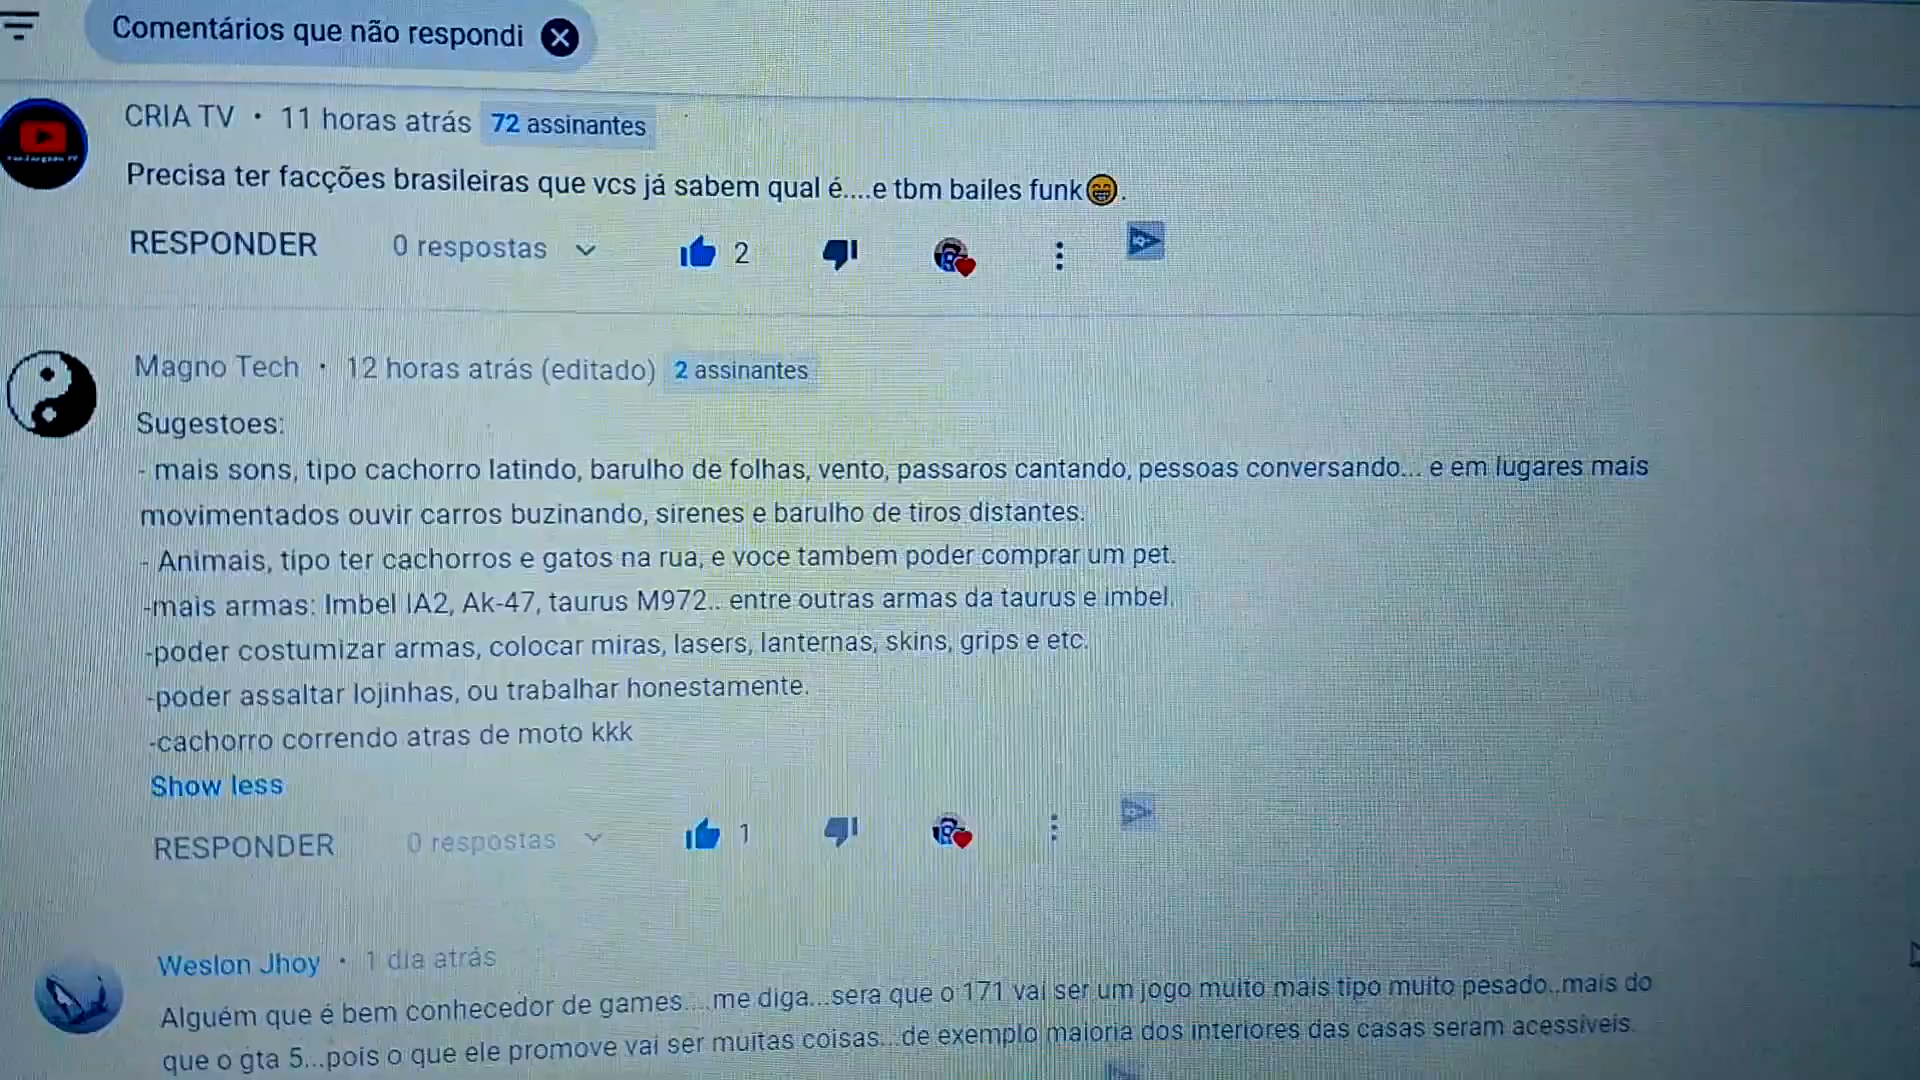 Comentários que não respondi
CRIA TV · 11 horas atrás 72 assinantes
Precisa ter facções brasileiras que vcs já sabem qual é....e tbm bailes funk😁.
RESPONDER 0 respostas 2
Magno Tech · 12 horas atrás (editado) 2 assinantes
Sugestoes:
- mais sons, tipo cachorro latindo, barulho de folhas, vento, passaros cantando, pessoas conversando... e em lugares mais
movimentados ouvir carros buzinando, sirenes e barulho de tiros distantes.
- Animais, tipo ter cachorros e gatos na rua, e voce tambem poder comprar um pet.
-mais armas: Imbel IA2, Ak-47, taurus M972.. entre outras armas da taurus e imbel.
-poder costumizar armas, colocar miras, lasers, lanternas, skins, grips e etc.
-poder assaltar lojinhas, ou trabalhar honestamente.
-cachorro correndo atras de moto kkk
Show less
RESPONDER 0 respostas 1
Weslon Jhoy · 1 dia atrás
Alguém que é bem conhecedor de games....me diga...sera que o 171 vai ser um jogo muito mais tipo muito pesado..mais do
que o gta 5...pois o que ele promove vai ser muitas coisas...de exemplo maioria dos interiores das casas seram acessiveis.